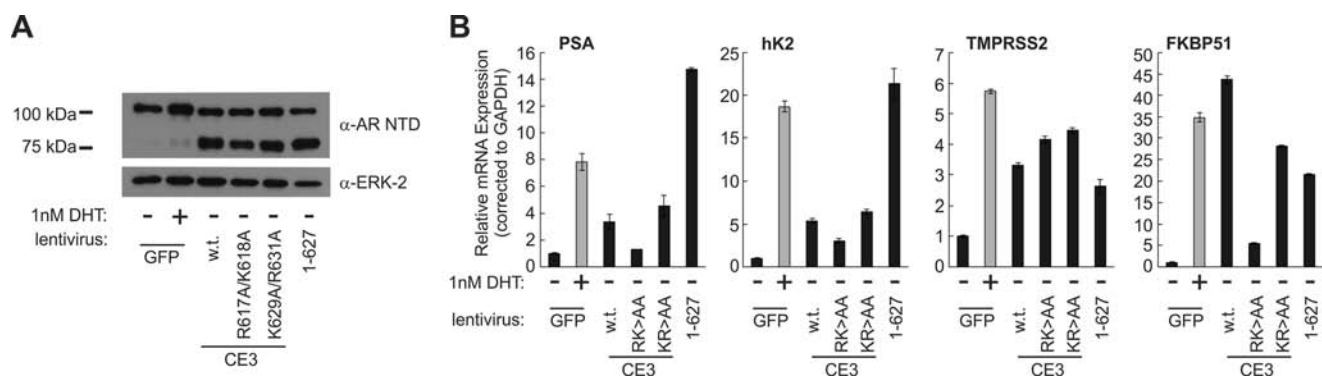 A
100 kDa
75 kDa
α-AR NTD
α-ERK-2
1nM DHT: - + - - - -
lentivirus: GFP w.t. R617A/K618A K629A/R631A 1-627
CE3
B
Relative mRNA Expression
(corrected to GAPDH)
PSA
16
14
12
10
8
6
4
2
0
hK2
25
20
15
10
5
0
TMPRSS2
7
6
5
4
3
2
1
0
FKBP51
50
45
40
35
30
25
20
15
10
5
0
1nM DHT: - + - - - - - + - - - - - + - - - - - + - - - -
lentivirus: GFP w.t. RK>AA KR>AA 1-627 GFP w.t. RK>AA KR>AA 1-627 GFP w.t. RK>AA KR>AA 1-627 GFP w.t. RK>AA KR>AA 1-627
CE3 CE3 CE3 CE3